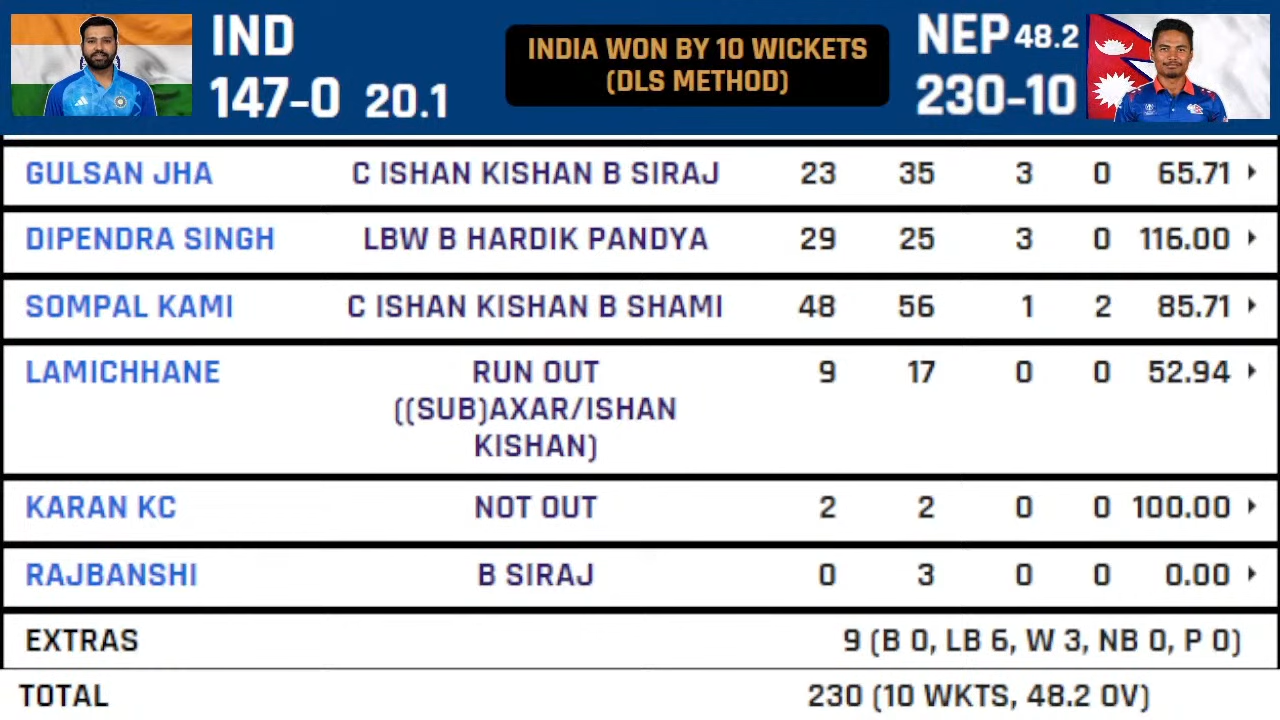 IND
147-0 20.1
INDIA WON BY 10 WICKETS
(DLS METHOD)
NEP 48.2
230-10
GULSAN JHA C ISHAN KISHAN B SIRAJ 23 35 3 0 65.71
DIPENDRA SINGH LBW B HARDIK PANDYA 29 25 3 0 116.00
SOMPAL KAMI C ISHAN KISHAN B SHAMI 48 56 1 2 85.71
LAMICHHANE RUN OUT 9 17 0 0 52.94
((SUB)AXAR/ISHAN
KISHAN)
KARAN KC NOT OUT 2 2 0 0 100.00
RAJBANSHI B SIRAJ 0 3 0 0 0.00
EXTRAS 9 (B 0, LB 6, W 3, NB 0, P 0)
TOTAL 230 (10 WKTS, 48.2 OV)